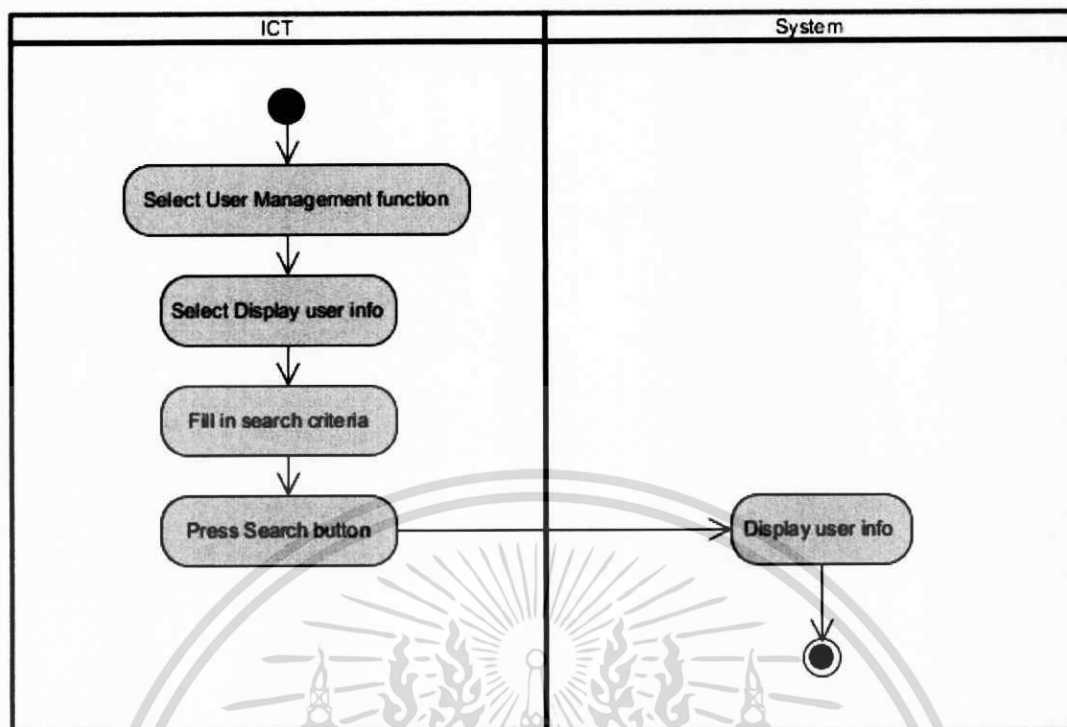 ICT
System
Select User Management function
Select Display user info
Fill in search criteria
Press Search button
Display user info